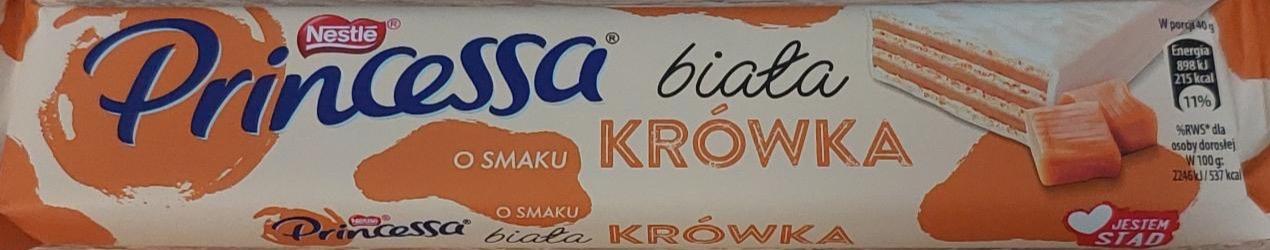 Nestlé®
Princessa®
biała
O SMAKU KRÓWKA
W porcji 40 g
Energia
898 kJ
215 kcal
11%
%RWS* dla
osoby dorosłej
W 100 g:
2246 kJ / 537 kcal
JESTEM
STĄD
Nestlé
Princessa®
O SMAKU
biała KRÓWKA